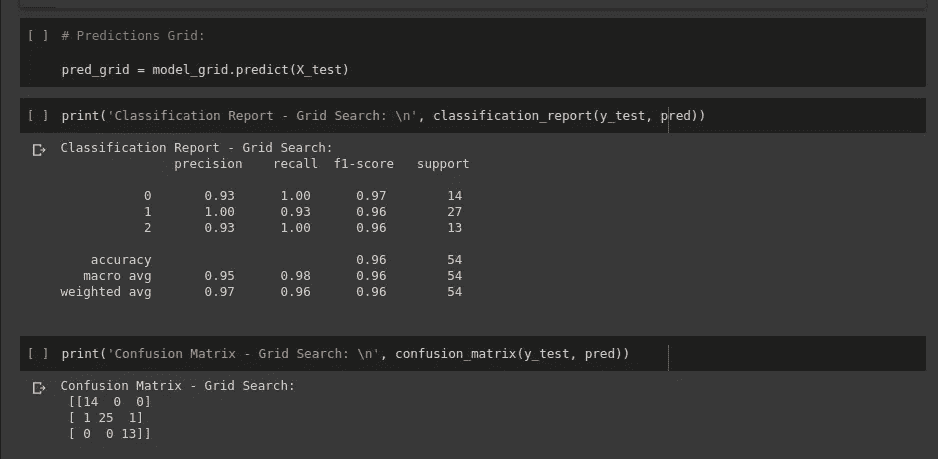 [ ] # Predictions Grid:
pred_grid = model_grid.predict(X_test)
[ ] print('Classification Report - Grid Search: \n', classification_report(y_test, pred))
Classification Report - Grid Search:
precision recall f1-score support
0 0.93 1.00 0.97 14
1 1.00 0.93 0.96 27
2 0.93 1.00 0.96 13
accuracy 0.96 54
macro avg 0.95 0.98 0.96 54
weighted avg 0.97 0.96 0.96 54
[ ] print('Confusion Matrix - Grid Search: \n', confusion_matrix(y_test, pred))
Confusion Matrix - Grid Search:
[[14 0 0]
[ 1 25 1]
[ 0 0 13]]